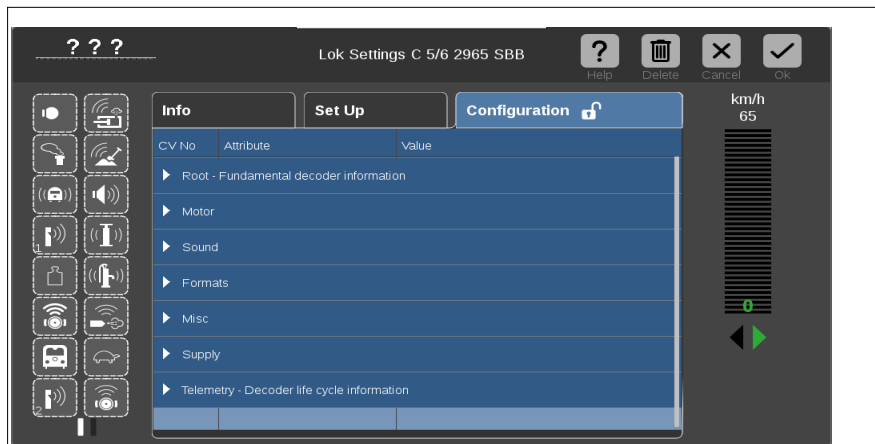 ? ? ?
Lok Settings C 5/6 2965 SBB
?
Help
Delete
Cancel
Ok
Info
Set Up
Configuration
km/h
65
CV No
Attribute
Value
Root - Fundamental decoder information
Motor
Sound
Formats
Misc
Supply
Telemetry - Decoder life cycle information
1
2
0